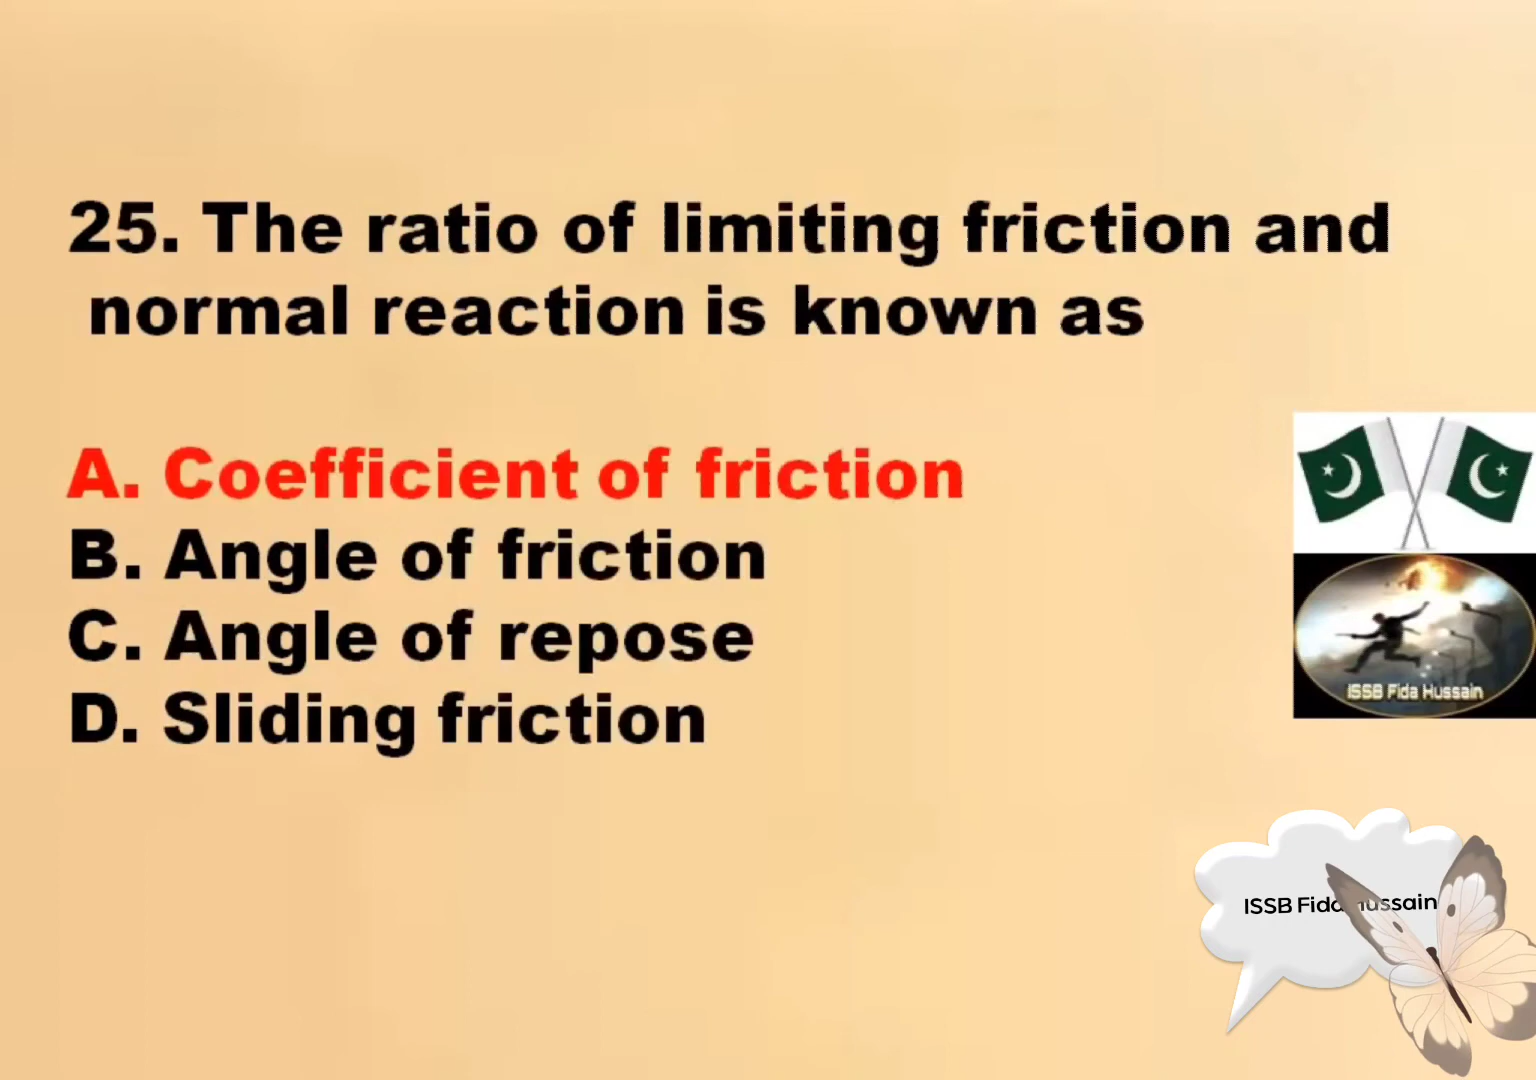 25. The ratio of limiting friction and
normal reaction is known as
A. Coefficient of friction
B. Angle of friction
C. Angle of repose
D. Sliding friction
ISSB Fida Hussain
ISSB Fida Hussain